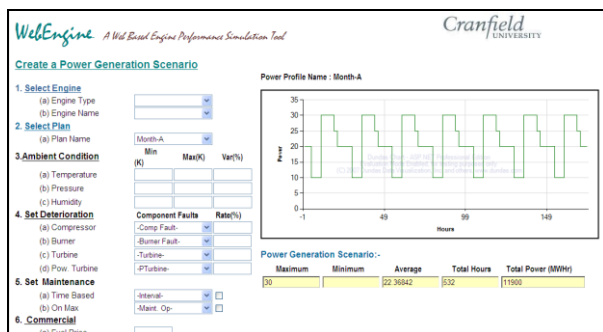 WebEngine A Web Based Engine Performance Simulation Tool
Cranfield
UNIVERSITY
Create a Power Generation Scenario
1. Select Engine
(a) Engine Type
(b) Engine Name
2. Select Plan
(a) Plan Name Month-A
3.Ambient Condition Min (K) Max(K) Var(%)
(a) Temperature
(b) Pressure
(c) Humidity
4. Set Deterioration Component Faults Rate(%)
(a) Compressor -Comp Fault-
(b) Burner -Burner Fault-
(c) Turbine -Turbine-
(d) Pow. Turbine -PTurbine-
5. Set Maintenance
(a) Time Based -Interval-
(b) On Max -Maint. Op-
6. Commercial
(a) Fuel Price
Power Profile Name : Month-A
35
30
25
20
15
10
5
0
Power
-1 49 99 149
Hours
Power Generation Scenario:-
Maximum Minimum Average Total Hours Total Power (MWHr)
30 22.36842 532 11900